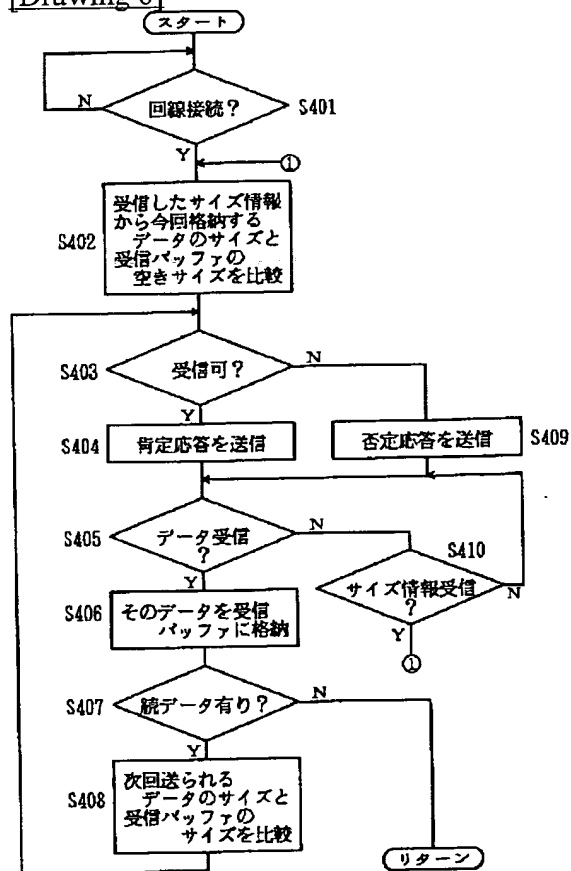 [Drawing 6]
スタート
N
回線接続?
S401
Y
①
S402
受信したサイズ情報
から今回格納する
データのサイズと
受信バッファの
空きサイズを比較
S403
受信可?
N
Y
S404
肯定応答を送信
否定応答を送信
S409
S405
データ受信
?
N
S410
サイズ情報受信
?
N
Y
①
Y
S406
そのデータを受信
バッファに格納
S407
続データ有り?
N
Y
S408
次回送られる
データのサイズと
受信バッファの
サイズを比較
リターン